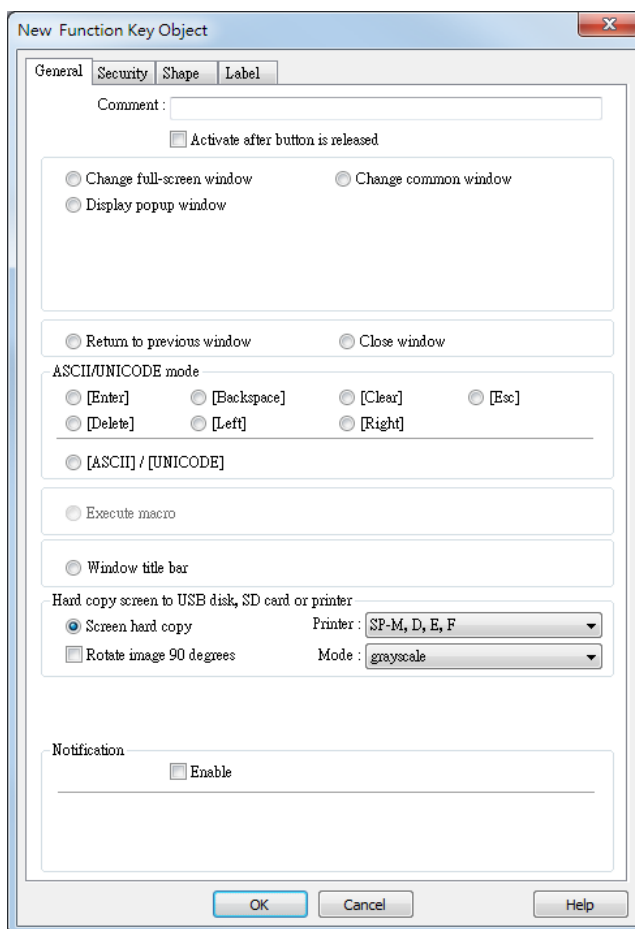 New Function Key Object
General Security Shape Label
Comment :
Activate after button is released
Change full-screen window Change common window
Display popup window
Return to previous window Close window
ASCII/UNICODE mode
[Enter] [Backspace] [Clear] [Esc]
[Delete] [Left] [Right]
[ASCII] / [UNICODE]
Execute macro
Window title bar
Hard copy screen to USB disk, SD card or printer
Screen hard copy Printer : SP-M, D, E, F
Rotate image 90 degrees Mode : grayscale
Notification
Enable
OK Cancel Help